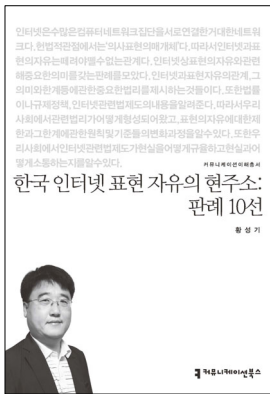 인터넷은수많은컴퓨터네트워크집단을서로연결한거대한네트워
크다. 헌법적관점에서는'의사표현의매개체'다. 따라서인터넷과표
현의자유는떼려야뗄수없는관계다. 인터넷상표현의자유와관련
해중요한의미를갖는판례를모았다. 인터넷과표현자유의관계, 그
의미와한계등에관한중요한법리를제시하는것들이다. 또한법률
이나규제정책, 인터넷관련법제도의내용을알려준다. 따라서우리
사회에서관련법리가어떻게형성되어왔고, 표현의자유에대한제
한과그한계에관한원칙및기준들의변화과정을알수있다. 또한우
리사회에서인터넷관련법제도가현실을어떻게규율하고현실과어
떻게소통하는지를알수있다.
커뮤니케이션이해총서
한국 인터넷 표현 자유의 현주소:
판례 10선
황성기
커뮤니케이션북스